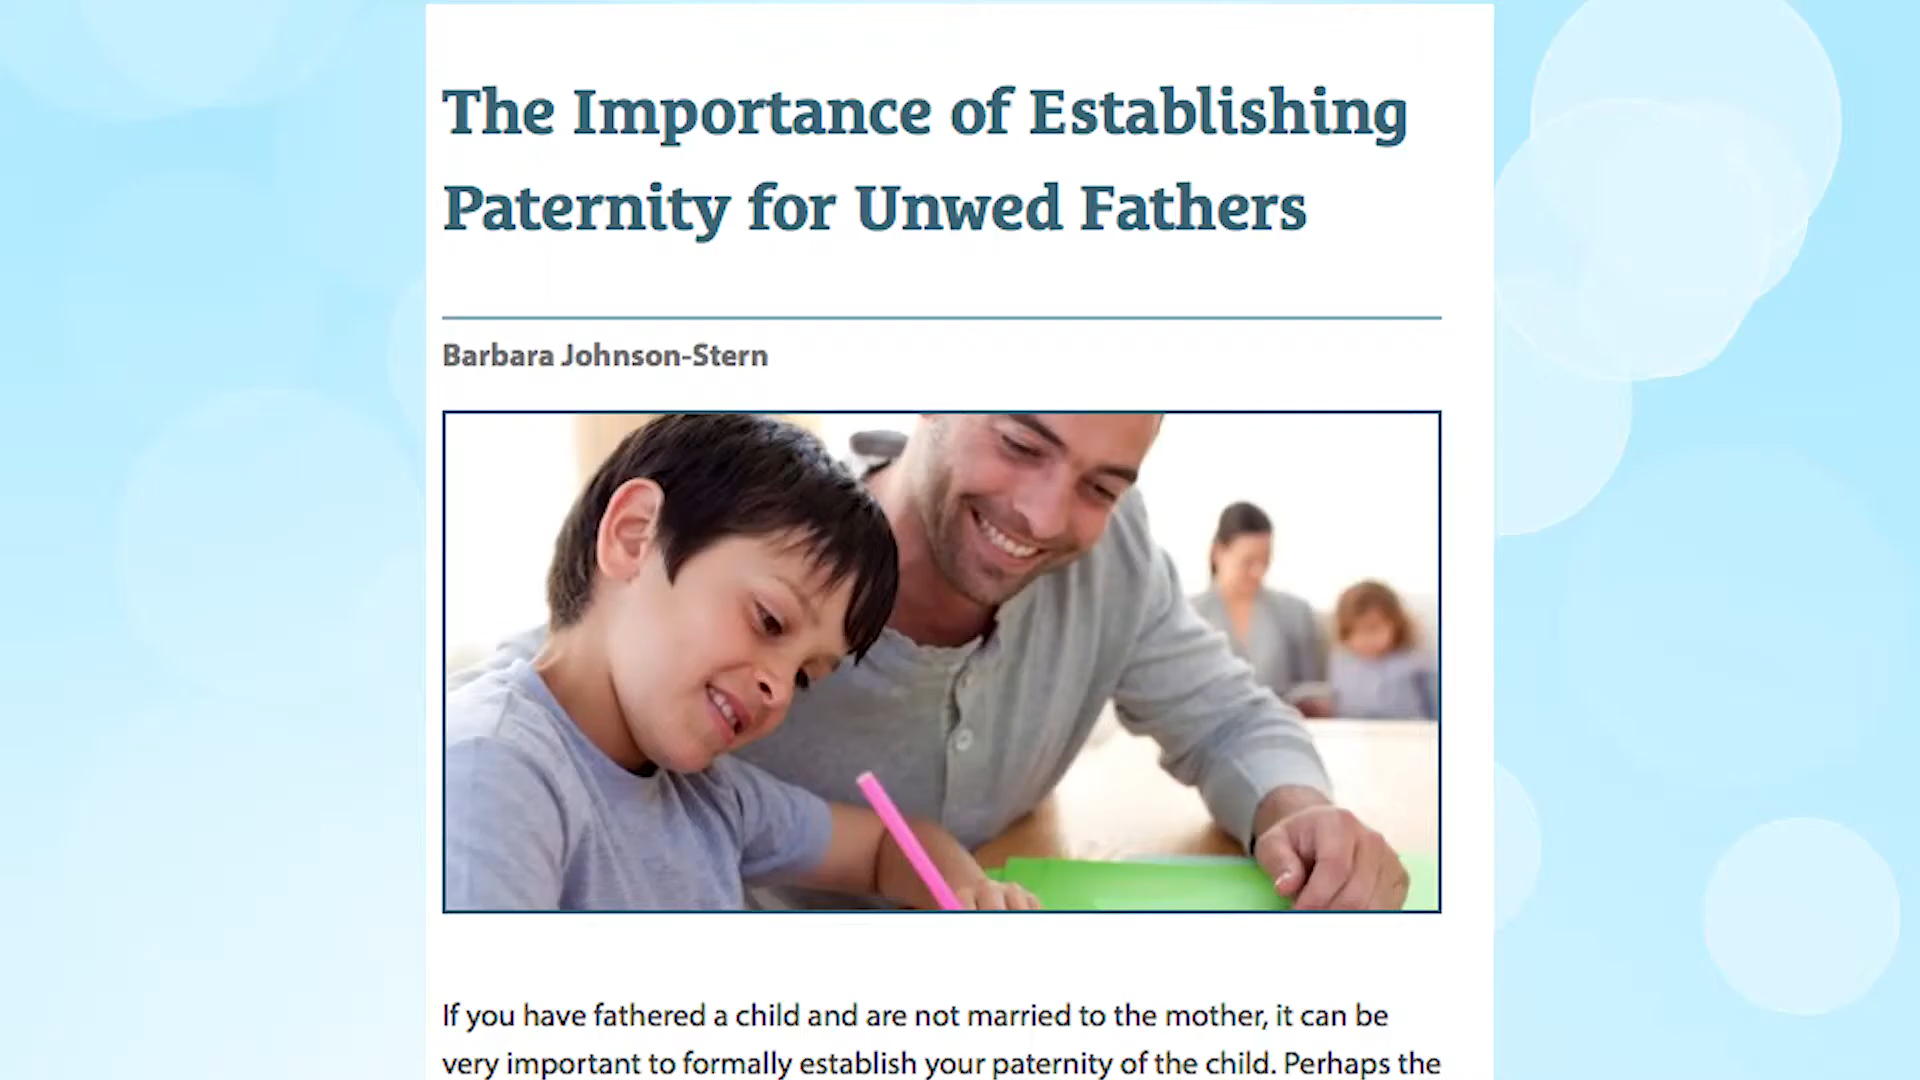 The Importance of Establishing
Paternity for Unwed Fathers
Barbara Johnson-Stern
If you have fathered a child and are not married to the mother, it can be
very important to formally establish your paternity of the child. Perhaps the